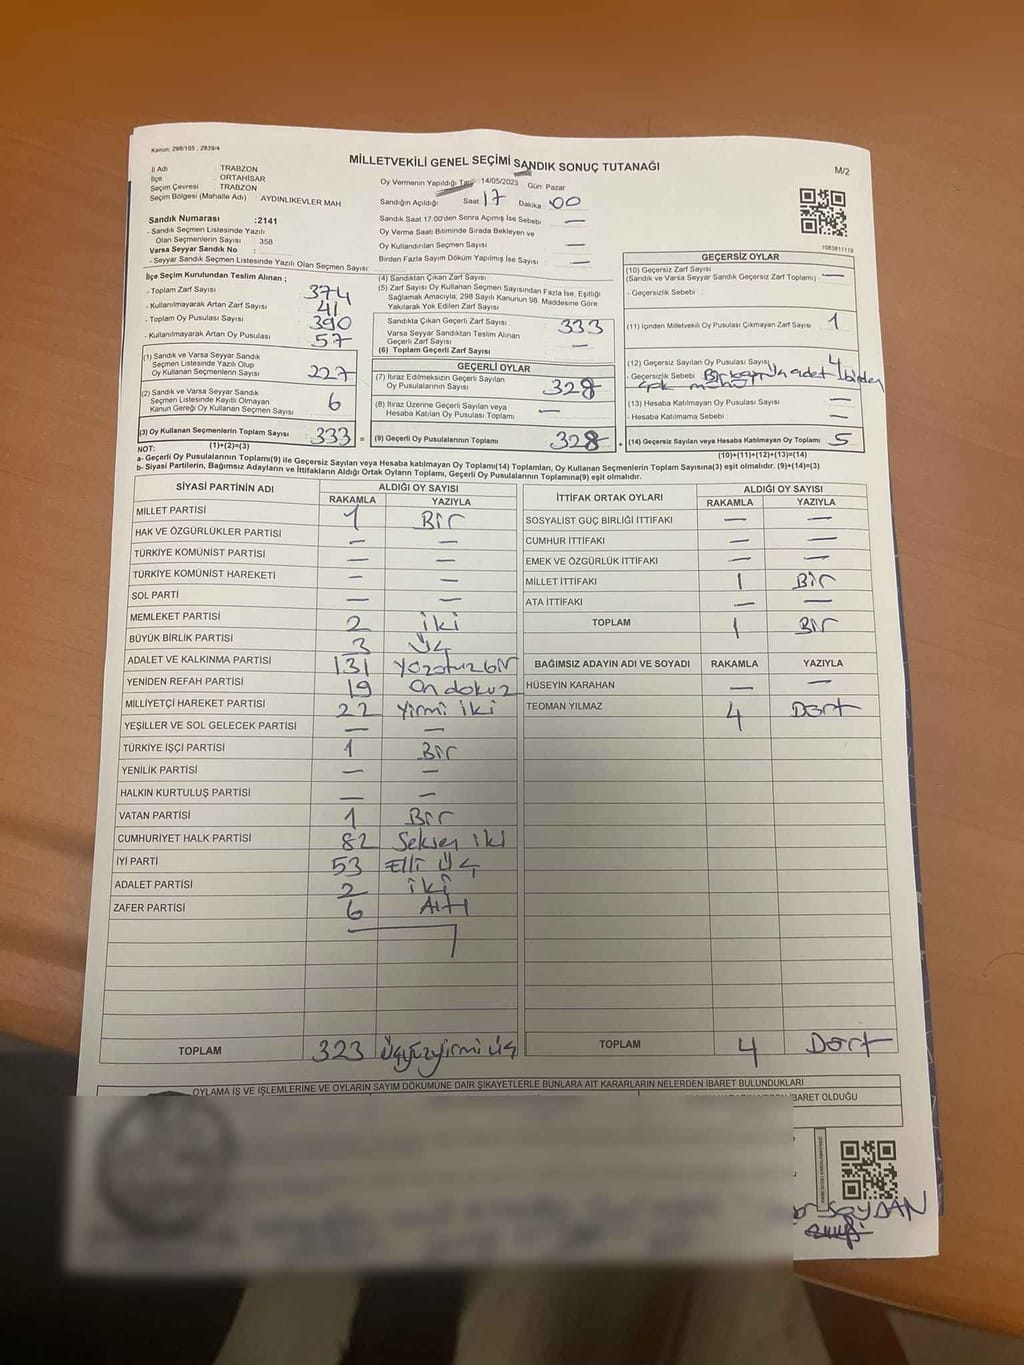 Kanun: 298/105 , 2839/4
MİLLETVEKİLİ GENEL SEÇİMİ SANDIK SONUÇ TUTANAĞI
M/2
İl Adı : TRABZON
İlçe : ORTAHİSAR
Seçim Çevresi : TRABZON
Seçim Bölgesi (Mahalle Adı) : AYDINLIKEVLER MAH
Sandık Numarası :2141
- Sandık Seçmen Listesinde Yazılı
Olan Seçmenlerin Sayısı : 358
Varsa Seyyar Sandık No :
- Seyyar Sandık Seçmen Listesinde Yazılı Olan Seçmen Sayısı:
Oy Vermenin Yapıldığı Tarih: 14/05/2023 Gün: Pazar
Sandığın Açıldığı Saat: 17 Dakika: 00
Sandık Saat 17.00'den Sonra Açılmış İse Sebebi : —
Oy Verme Saati Bitiminde Sırada Bekleyen ve
Oy Kullandırılan Seçmen Sayısı : —
Birden Fazla Sayım Döküm Yapılmış İse Sayısı : —
1083811119
İlçe Seçim Kurulundan Teslim Alınan ;
- Toplam Zarf Sayısı : 374
- Kullanılmayarak Artan Zarf Sayısı : 41
- Toplam Oy Pusulası Sayısı : 390
- Kullanılmayarak Artan Oy Pusulası : 57
(1) Sandık ve Varsa Seyyar Sandık
Seçmen Listesinde Yazılı Olup
Oy Kullanan Seçmenlerin Sayısı : 227
(2) Sandık ve Varsa Seyyar Sandık
Seçmen Listesinde Kayıtlı Olmayan
Kanun Gereği Oy Kullanan Seçmen Sayısı : 6
(3) Oy Kullanan Seçmenlerin Toplam Sayısı : 333
(1)+(2)=(3)
(4) Sandıktan Çıkan Zarf Sayısı :
(5) Zarf Sayısı Oy Kullanan Seçmen Sayısından Fazla İse, Eşitliği
Sağlamak Amacıyla; 298 Sayılı Kanunun 98. Maddesine Göre
Yakılarak Yok Edilen Zarf Sayısı :
Sandıkta Çıkan Geçerli Zarf Sayısı : 333
Varsa Seyyar Sandıktan Teslim Alınan
Geçerli Zarf Sayısı : —
(6) Toplam Geçerli Zarf Sayısı
GEÇERLİ OYLAR
(7) İtiraz Edilmeksizin Geçerli Sayılan
Oy Pusulalarının Sayısı : 328
(8) İtiraz Üzerine Geçerli Sayılan veya
Hesaba Katılan Oy Pusulası Toplamı : —
= (9) Geçerli Oy Pusulalarının Toplamı : 328 +
GEÇERSİZ OYLAR
(10) Geçersiz Zarf Sayısı
(Sandık ve Varsa Seyyar Sandık Geçersiz Zarf Toplamı) : —
- Geçersizlik Sebebi :
(11) İçinden Milletvekili Oy Pusulası Çıkmayan Zarf Sayısı : 1
(12) Geçersiz Sayılan Oy Pusulası Sayısı : 4
- Geçersizlik Sebebi : adet birden
çok
(13) Hesaba Katılmayan Oy Pusulası Sayısı : —
- Hesaba Katılmama Sebebi : —
(14) Geçersiz Sayılan veya Hesaba Katılmayan Oy Toplamı : 5
(10)+(11)+(12)+(13)=(14)
NOT:
a- Geçerli Oy Pusulalarının Toplamı(9) ile Geçersiz Sayılan veya Hesaba katılmayan Oy Toplamı(14) Toplamları, Oy Kullanan Seçmenlerin Toplam Sayısına(3) eşit olmalıdır. (9)+(14)=(3)
b- Siyasi Partilerin, Bağımsız Adayların ve İttifakların Aldığı Ortak Oyların Toplamı, Geçerli Oy Pusulalarının Toplamına(9) eşit olmalıdır.
SİYASİ PARTİNİN ADI ALDIĞI OY SAYISI
RAKAMLA YAZIYLA
MİLLET PARTİSİ 1 Bir
HAK VE ÖZGÜRLÜKLER PARTİSİ — —
TÜRKİYE KOMÜNİST PARTİSİ — —
TÜRKİYE KOMÜNİST HAREKETİ — —
SOL PARTİ — —
MEMLEKET PARTİSİ 2 iki
BÜYÜK BİRLİK PARTİSİ 3 Üç
ADALET VE KALKINMA PARTİSİ 131 Yüzotuzbir
YENİDEN REFAH PARTİSİ 19 On dokuz
MİLLİYETÇİ HAREKET PARTİSİ 22 Yirmi iki
YEŞİLLER VE SOL GELECEK PARTİSİ — —
TÜRKİYE İŞÇİ PARTİSİ 1 Bir
YENİLİK PARTİSİ — —
HALKIN KURTULUŞ PARTİSİ — —
VATAN PARTİSİ 1 Bir
CUMHURİYET HALK PARTİSİ 82 Seksen iki
İYİ PARTİ 53 Elli Üç
ADALET PARTİSİ 2 iki
ZAFER PARTİSİ 6 Altı
TOPLAM 323 Üçyüzyirmi üç
İTTİFAK ORTAK OYLARI ALDIĞI OY SAYISI
RAKAMLA YAZIYLA
SOSYALİST GÜÇ BİRLİĞİ İTTİFAKI — —
CUMHUR İTTİFAKI — —
EMEK VE ÖZGÜRLÜK İTTİFAKI — —
MİLLET İTTİFAKI 1 Bir
ATA İTTİFAKI — —
TOPLAM 1 Bir
BAĞIMSIZ ADAYIN ADI VE SOYADI RAKAMLA YAZIYLA
HÜSEYİN KARAHAN — —
TEOMAN YILMAZ 4 Dört
TOPLAM 4 Dört
OYLAMA İŞ VE İŞLEMLERİNE VE OYLARIN SAYIM DÖKÜMÜNE DAİR ŞİKAYETLERLE BUNLARA AİT KARARLARIN NELERDEN İBARET BULUNDUKLARI
İBARET OLDUĞU
SOYDAN